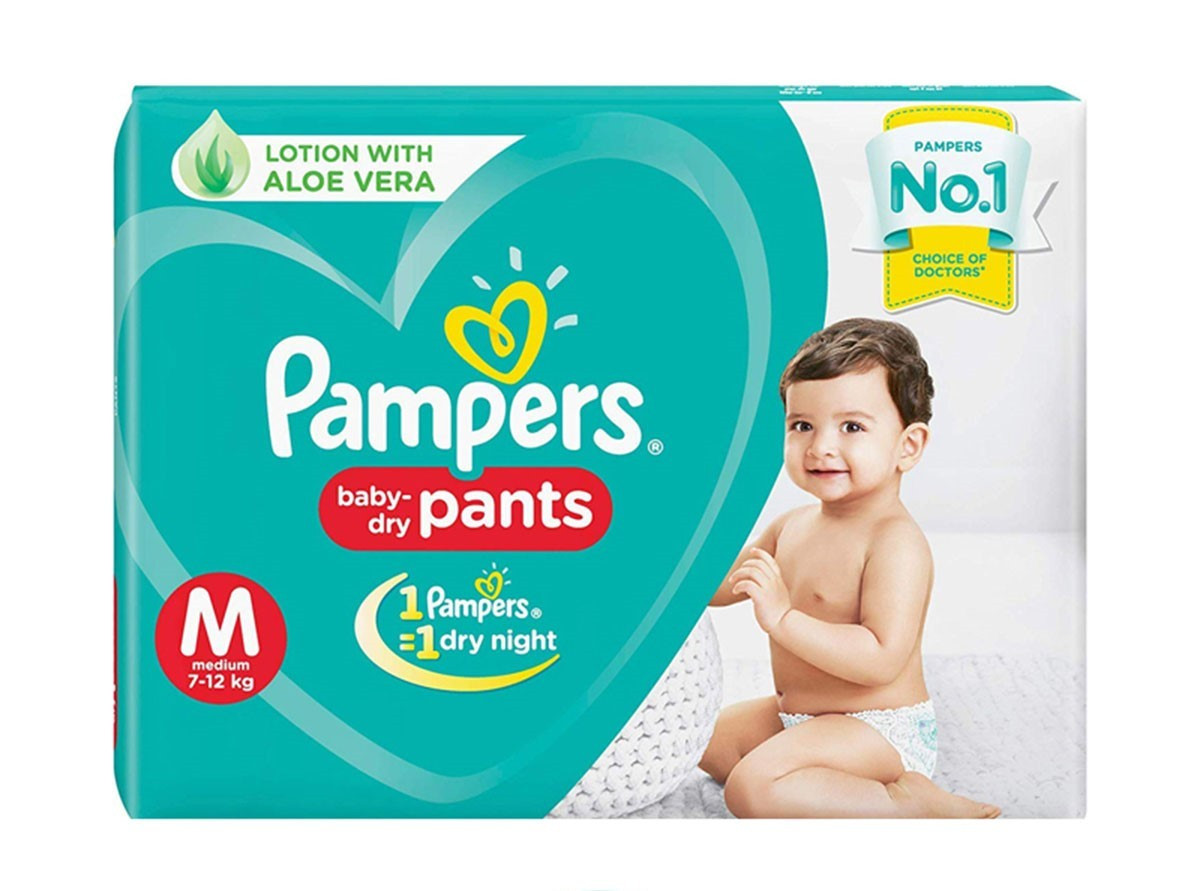 LOTION WITH
ALOE VERA
PAMPERS
No.1
CHOICE OF
DOCTORS*
Pampers®
baby-
dry pants
1 Pampers®
=1 dry night
M
medium
7-12 kg